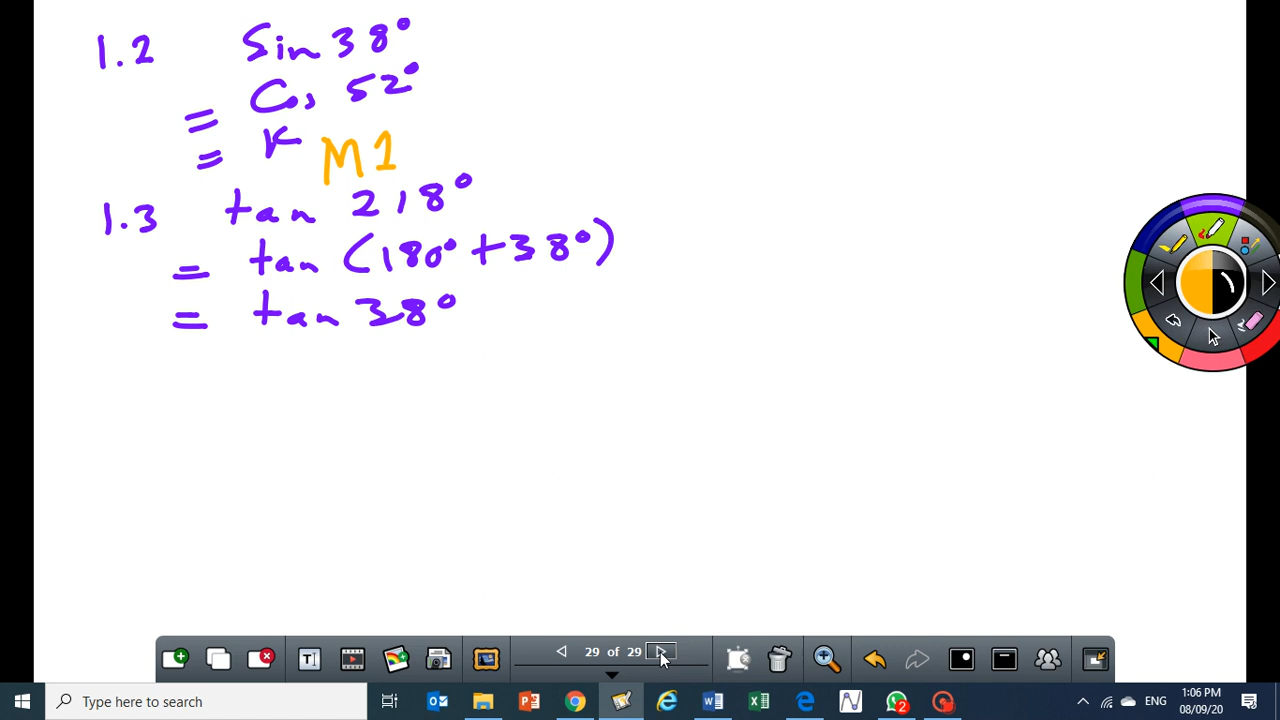 1.2 Sin 38°
= Cos 52°
= K M1
1.3 tan 218°
= tan (180° + 38°)
= tan 38°
29 of 29
Type here to search
2
ENG
1:06 PM
08/09/20